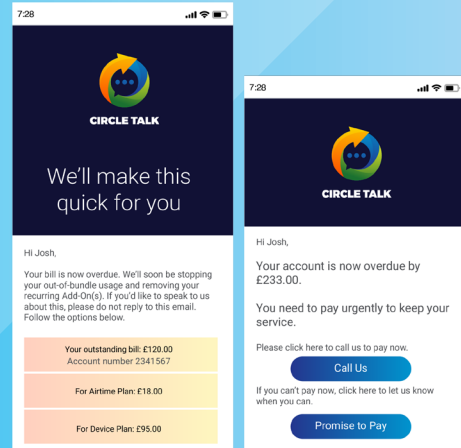 7:28
CIRCLE TALK
We'll make this
quick for you
Hi Josh,
Your bill is now overdue. We'll soon be stopping
your out-of-bundle usage and removing your
recurring Add-On(s). If you'd like to speak to us
about this, please do not reply to this email.
Follow the options below.
Your outstanding bill: £120.00
Account number 2341567
For Airtime Plan: £18.00
For Device Plan: £95.00
7:28
CIRCLE TALK
Hi Josh,
Your account is now overdue by
£233.00.
You need to pay urgently to keep your
service.
Please click here to call us to pay now.
Call Us
If you can't pay now, click here to let us know
when you can.
Promise to Pay